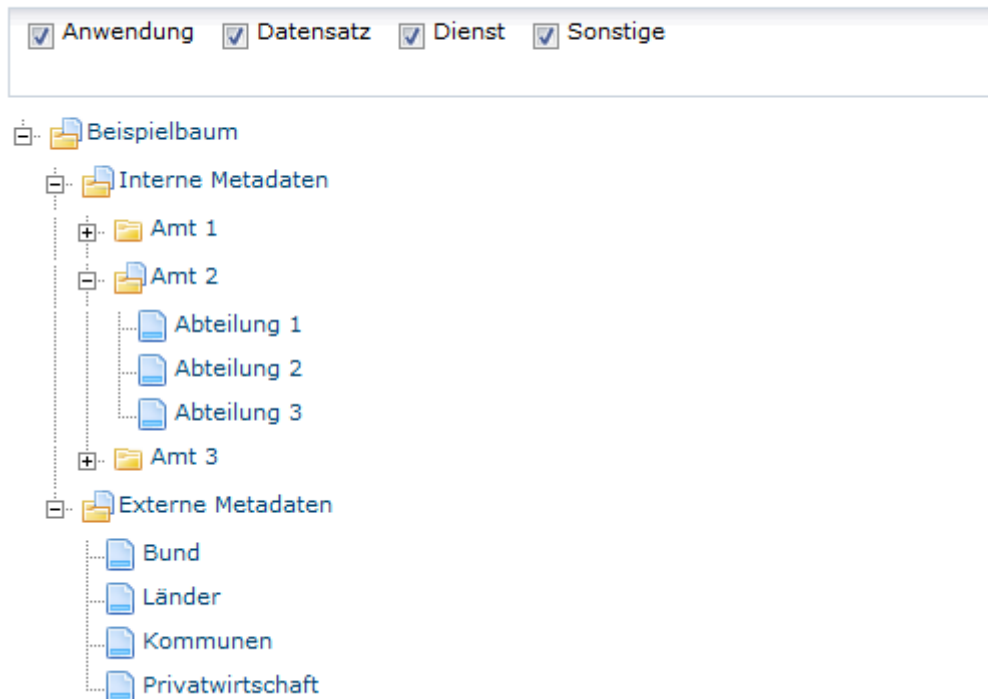 Anwendung Datensatz Dienst Sonstige
Beispielbaum
Interne Metadaten
Amt 1
Amt 2
Abteilung 1
Abteilung 2
Abteilung 3
Amt 3
Externe Metadaten
Bund
Länder
Kommunen
Privatwirtschaft